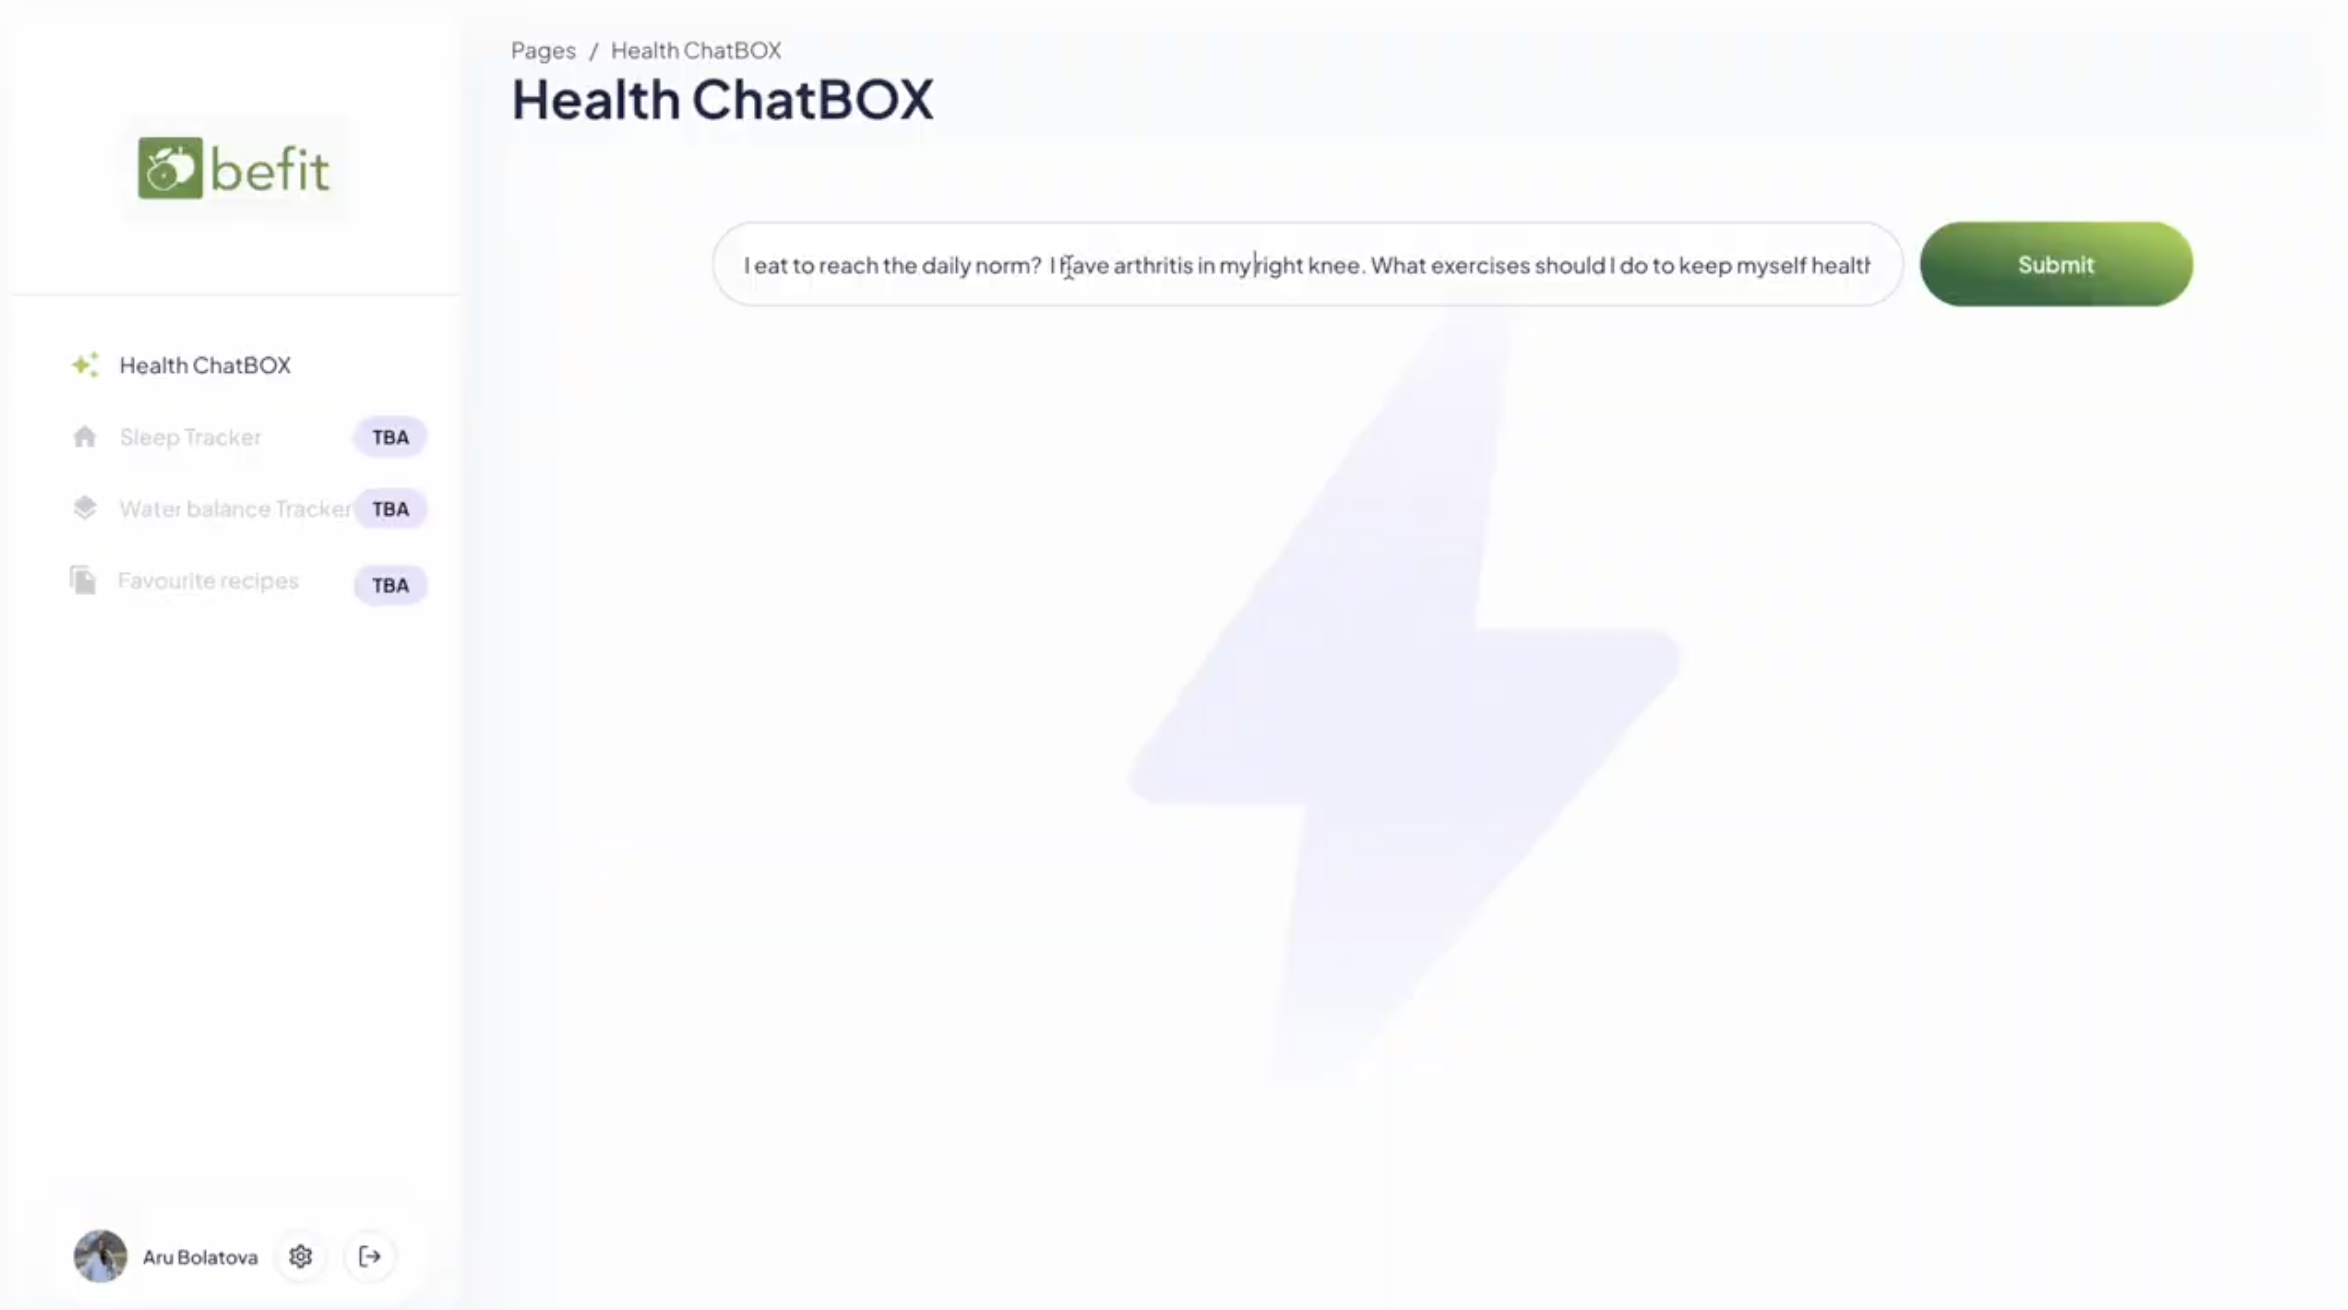 Pages / Health ChatBOX
Health ChatBOX
befit
I eat to reach the daily norm? I have arthritis in my right knee. What exercises should I do to keep myself health
Submit
Health ChatBOX
Sleep Tracker TBA
Water balance Tracker TBA
Favourite recipes TBA
Aru Bolatova